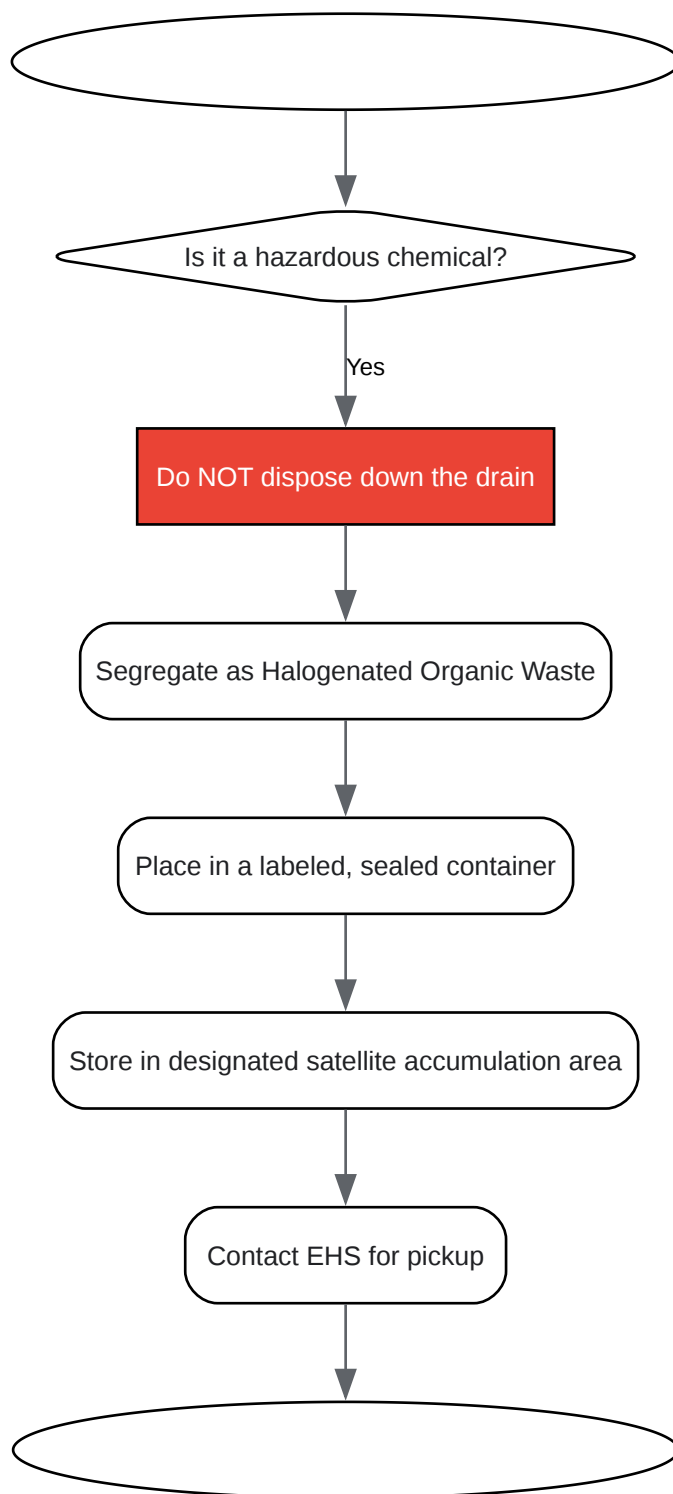 Is it a hazardous chemical?
Yes
Do NOT dispose down the drain
Segregate as Halogenated Organic Waste
Place in a labeled, sealed container
Store in designated satellite accumulation area
Contact EHS for pickup